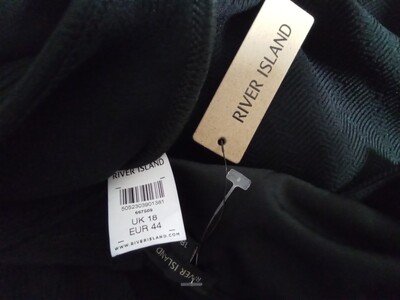 RIVER ISLAND
RIVER ISLAND
5052303901381
UK 18
EUR 44
WWW.RIVERISLAND.COM
RIVER ISLAND